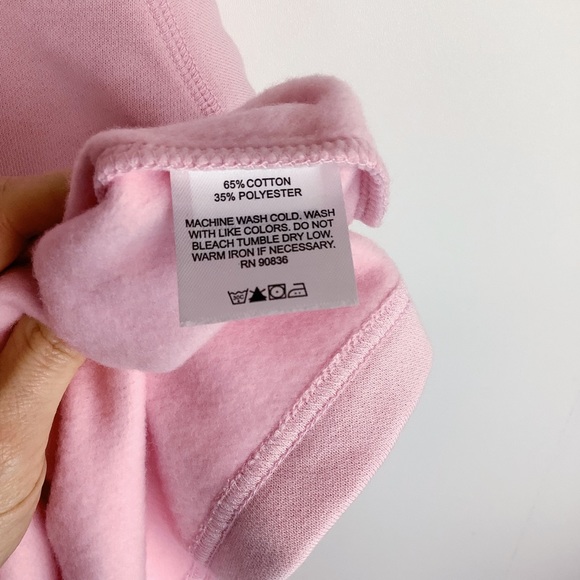 65% COTTON
35% POLYESTER
MACHINE WASH COLD. WASH
WITH LIKE COLORS. DO NOT
BLEACH TUMBLE DRY LOW.
WARM IRON IF NECESSARY.
RN 90836